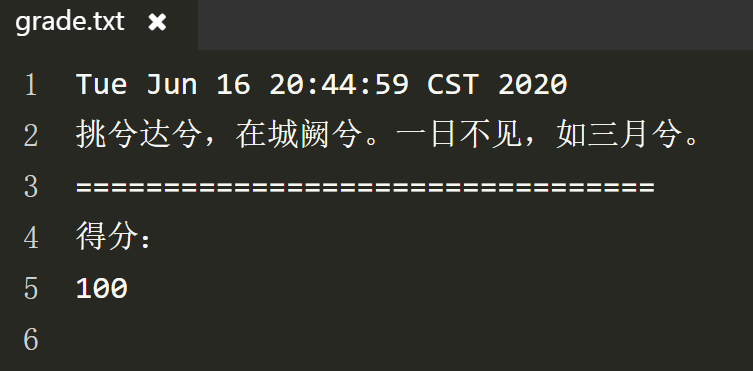 grade.txt ✖
1 Tue Jun 16 20:44:59 CST 2020
2 挑兮达兮，在城阙兮。一日不见，如三月兮。
3 =================================
4 得分：
5 100
6